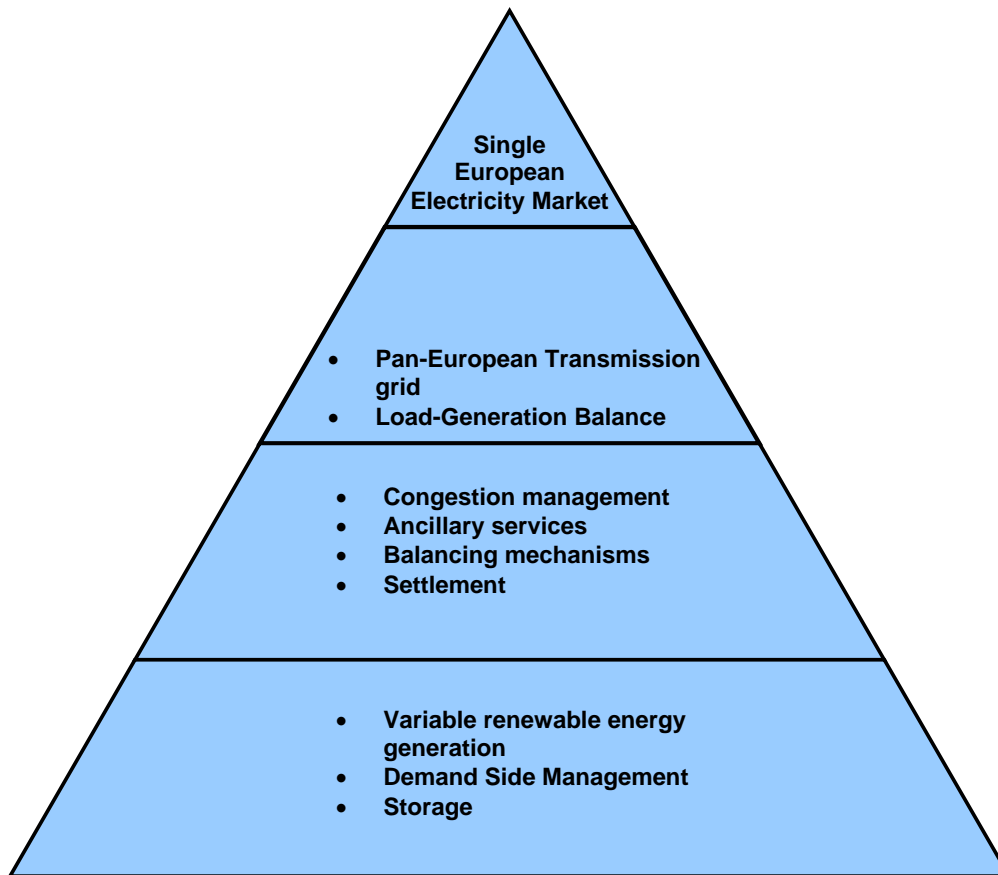 Single
European
Electricity Market
• Pan-European Transmission
grid
• Load-Generation Balance
• Congestion management
• Ancillary services
• Balancing mechanisms
• Settlement
• Variable renewable energy
generation
• Demand Side Management
• Storage